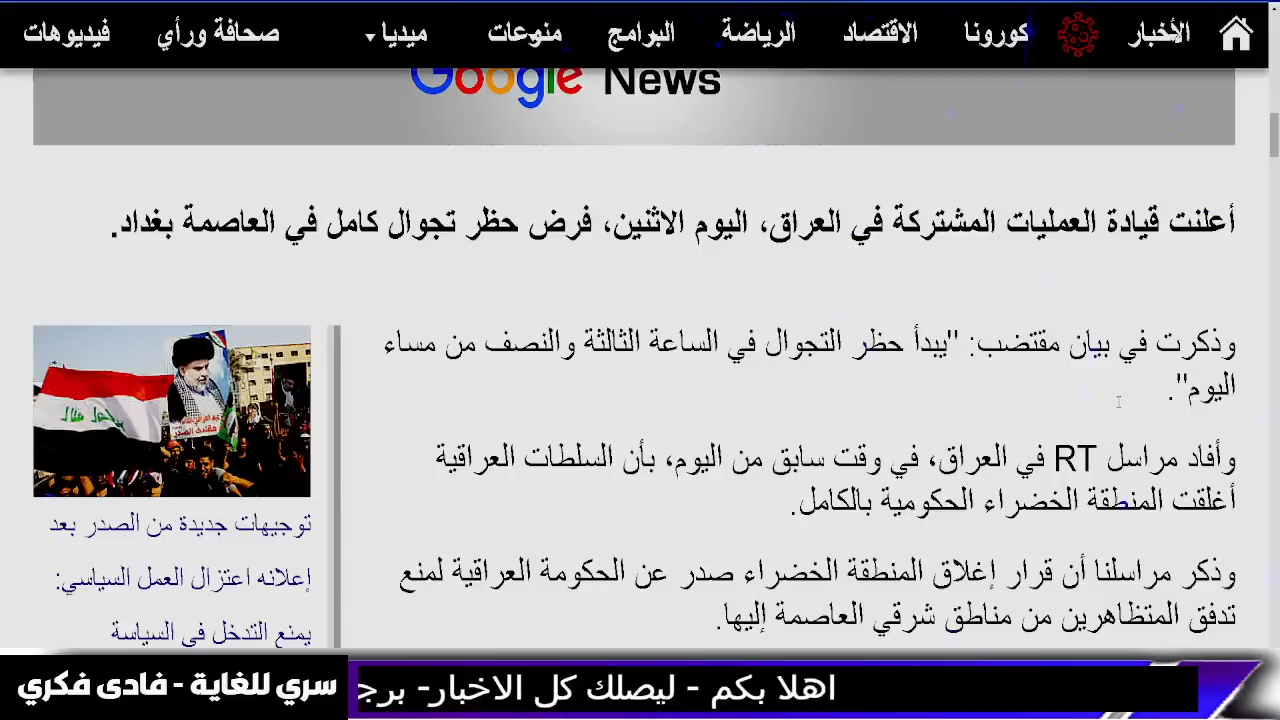 الأخبار كورونا الاقتصاد الرياضة البرامج منوعات ميديا صحافة ورأي فيديوهات
Google News
أعلنت قيادة العمليات المشتركة في العراق، اليوم الاثنين، فرض حظر تجوال كامل في العاصمة بغداد.
وذكرت في بيان مقتضب: "يبدأ حظر التجوال في الساعة الثالثة والنصف من مساء
اليوم".
وأفاد مراسل RT في العراق، في وقت سابق من اليوم، بأن السلطات العراقية
أغلقت المنطقة الخضراء الحكومية بالكامل.
وذكر مراسلنا أن قرار إغلاق المنطقة الخضراء صدر عن الحكومة العراقية لمنع
تدفق المتظاهرين من مناطق شرقي العاصمة إليها.
مقتدى الصدر
توجيهات جديدة من الصدر بعد
إعلانه اعتزال العمل السياسي:
يمنع التدخل في السياسة
اهلا بكم - ليصلك كل الاخبار- برج
سري للغاية - فادى فكري